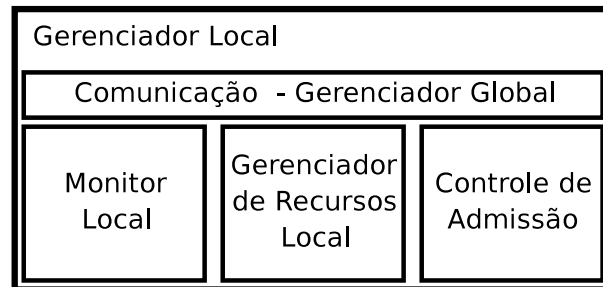 Gerenciador Local
Comunicação - Gerenciador Global
Monitor
Local
Gerenciador
de Recursos
Local
Controle de
Admissão